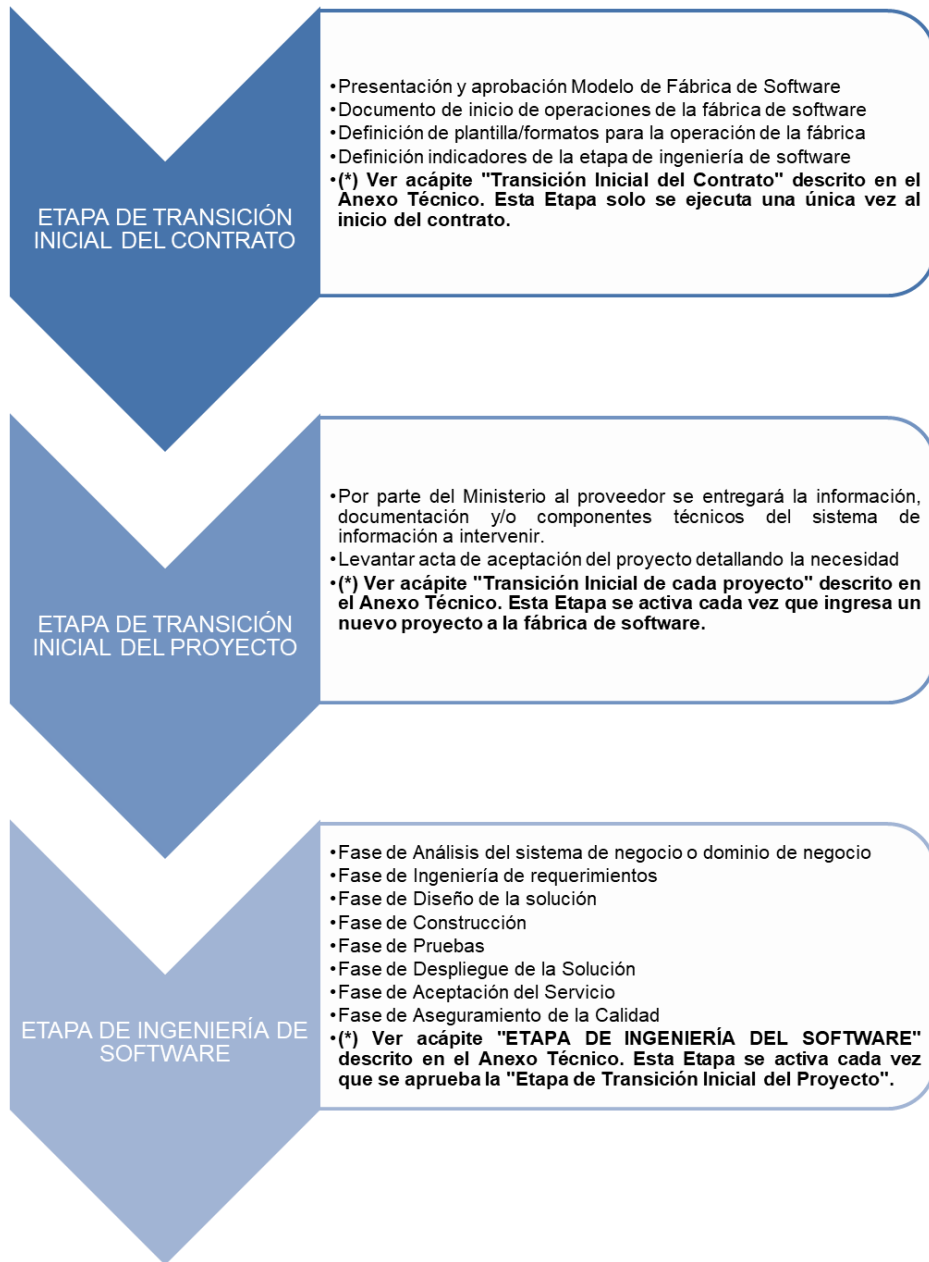 ETAPA DE TRANSICIÓN
INICIAL DEL CONTRATO
•Presentación y aprobación Modelo de Fábrica de Software
•Documento de inicio de operaciones de la fábrica de software
•Definición de plantilla/formatos para la operación de la fábrica
•Definición indicadores de la etapa de ingeniería de software
•(*) Ver acápite "Transición Inicial del Contrato" descrito en el
Anexo Técnico. Esta Etapa solo se ejecuta una única vez al
inicio del contrato.
ETAPA DE TRANSICIÓN
INICIAL DEL PROYECTO
•Por parte del Ministerio al proveedor se entregará la información,
documentación y/o componentes técnicos del sistema de
información a intervenir.
•Levantar acta de aceptación del proyecto detallando la necesidad
•(*) Ver acápite "Transición Inicial de cada proyecto" descrito en
el Anexo Técnico. Esta Etapa se activa cada vez que ingresa un
nuevo proyecto a la fábrica de software.
ETAPA DE INGENIERÍA DE
SOFTWARE
•Fase de Análisis del sistema de negocio o dominio de negocio
•Fase de Ingeniería de requerimientos
•Fase de Diseño de la solución
•Fase de Construcción
•Fase de Pruebas
•Fase de Despliegue de la Solución
•Fase de Aceptación del Servicio
•Fase de Aseguramiento de la Calidad
•(*) Ver acápite "ETAPA DE INGENIERÍA DEL SOFTWARE"
descrito en el Anexo Técnico. Esta Etapa se activa cada vez
que se aprueba la "Etapa de Transición Inicial del Proyecto".